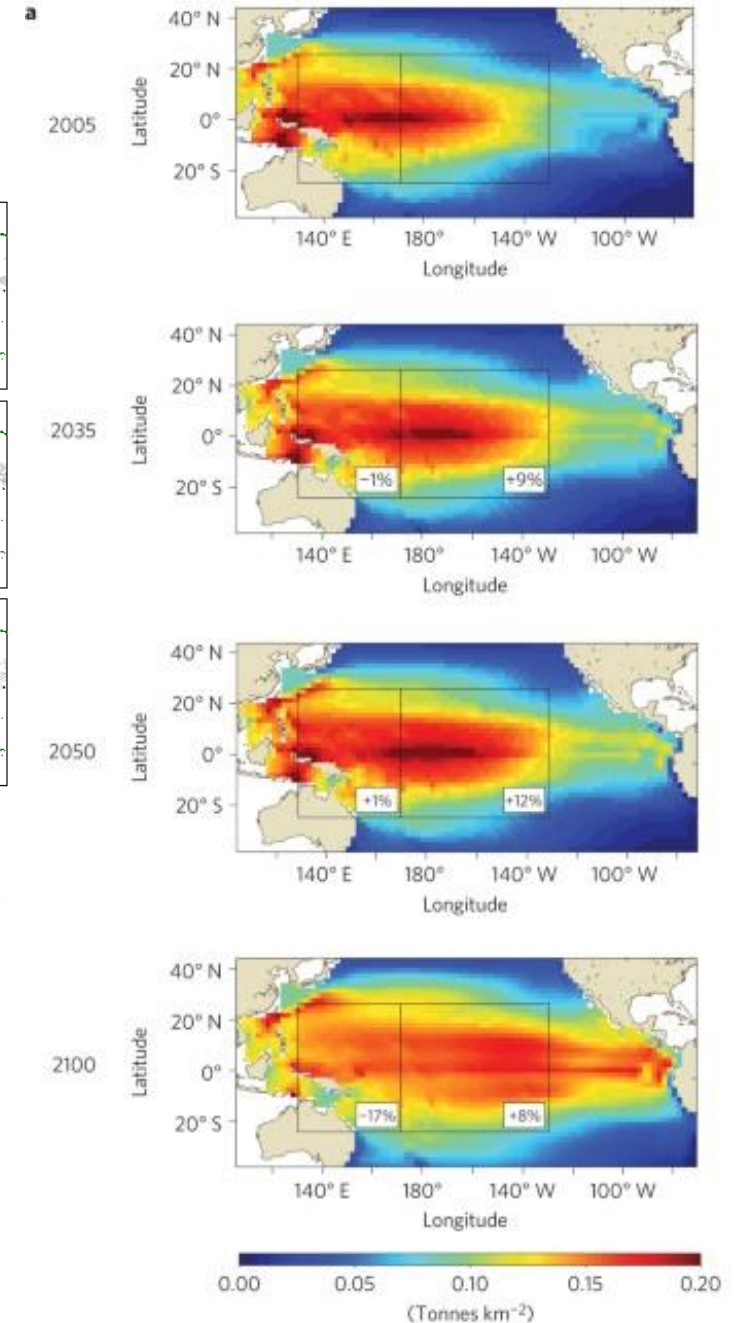 a
40° N
20° N
0°
20° S
Latitude
2005
140° E 180° 140° W 100° W
Longitude
40° N
20° N
0°
20° S
Latitude
2035
−1% +9%
140° E 180° 140° W 100° W
Longitude
40° N
20° N
0°
20° S
Latitude
2050
+1% +12%
140° E 180° 140° W 100° W
Longitude
40° N
20° N
0°
20° S
Latitude
2100
−17% +8%
140° E 180° 140° W 100° W
Longitude
0.00 0.05 0.10 0.15 0.20
(Tonnes km⁻²)